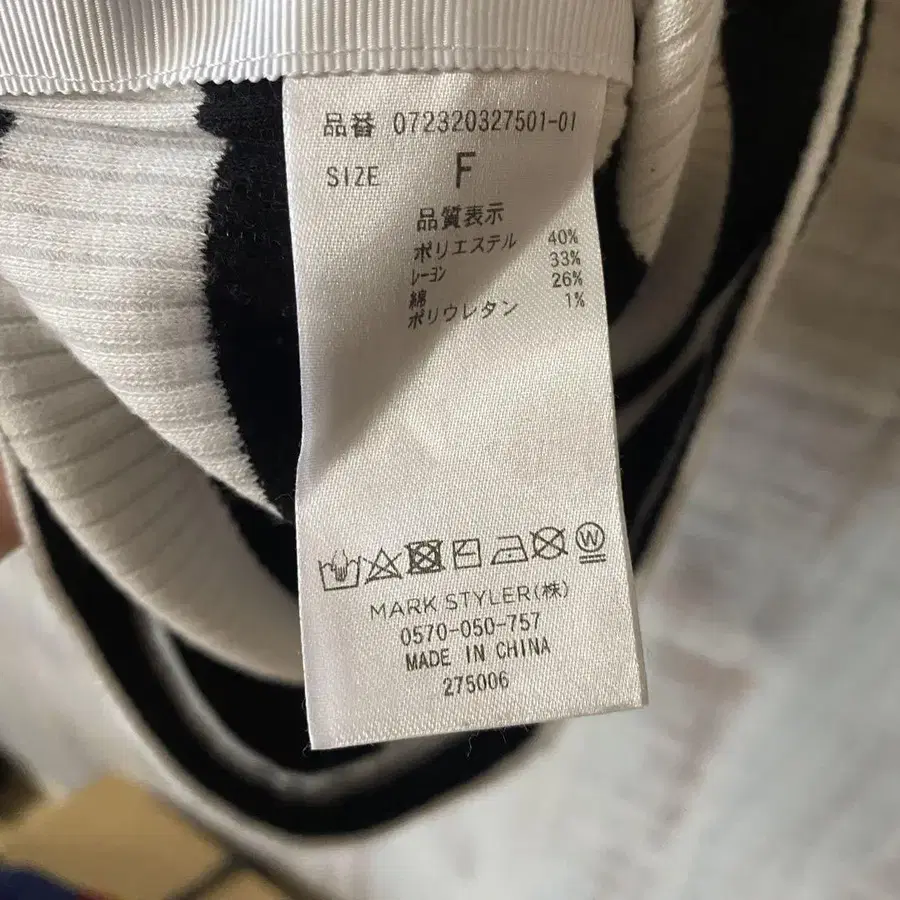 品番 072320327501-01
SIZE F
品質表示
ポリエステル 40%
レーヨン 33%
綿 26%
ポリウレタン 1%
W
MARK STYLER(株)
0570-050-757
MADE IN CHINA
275006